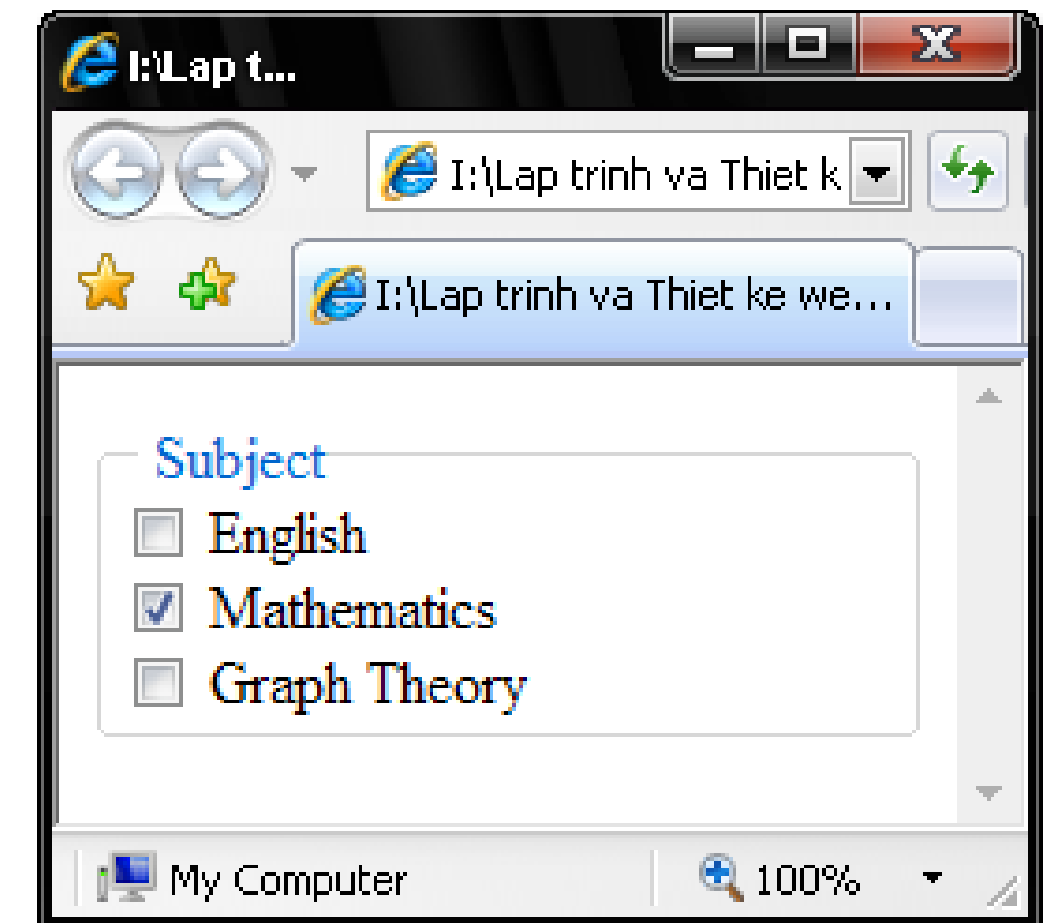 I:\Lap t...
I:\Lap trinh va Thiet k
I:\Lap trinh va Thiet ke we...
Subject
English
Mathematics
Graph Theory
My Computer
100%